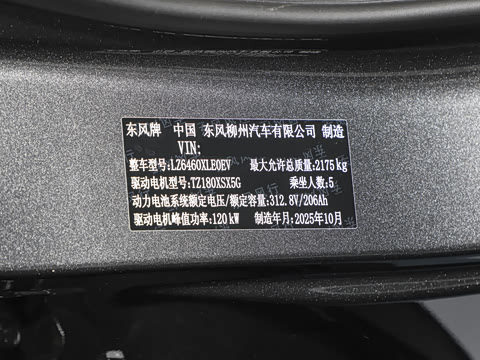 东风牌 中国 东风柳州汽车有限公司 制造
VIN:
整车型号:LZ6460XLE0EV 最大允许总质量:2175kg
驱动电机型号:TZ180XSX5G 乘坐人数:5
动力电池系统额定电压/额定容量:312.8V/206Ah
驱动电机峰值功率:120kW 制造年月:2025年10月